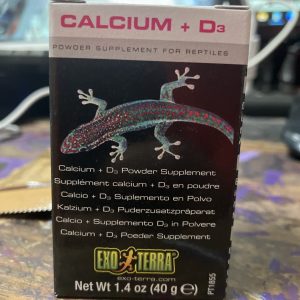 CALCIUM + D3
POWDER SUPPLEMENT FOR REPTILES
Calcium + D3 Powder Supplement
Supplément calcium + D3 en poudre
Calcio + D3 Suplemento en Polvo
Kalzium + D3 Puderzusatzpräparat
Calcio + Supplemento D3 in Polvere
Calcium + D3 Poeder Supplement
EXO TERRA
exo-terra.com
Net Wt 1.4 oz (40 g e)
PT1855